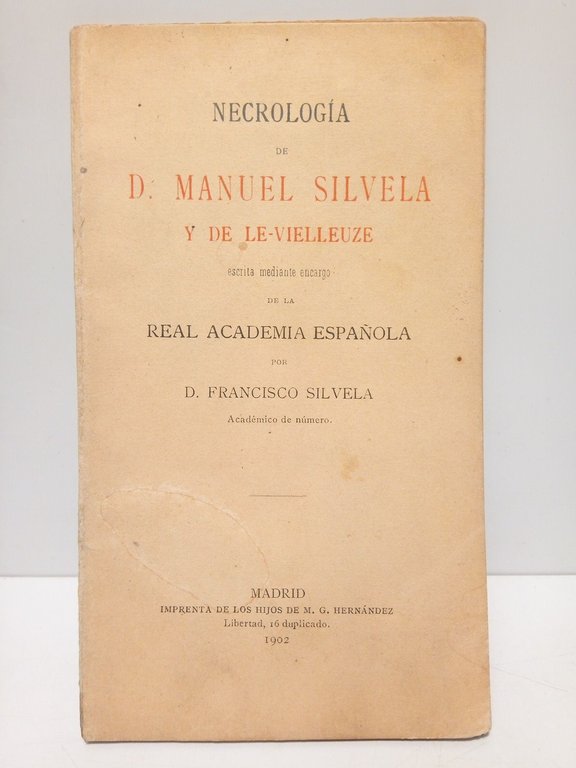 NECROLOGÍA
DE
D. MANUEL SILVELA
Y DE LE-VIELLEUZE
escrita mediante encargo
DE LA
REAL ACADEMIA ESPAÑOLA
POR
D. FRANCISCO SILVELA
Académico de número.
MADRID
IMPRENTA DE LOS HIJOS DE M. G. HERNÁNDEZ
Libertad, 16 duplicado.
1902